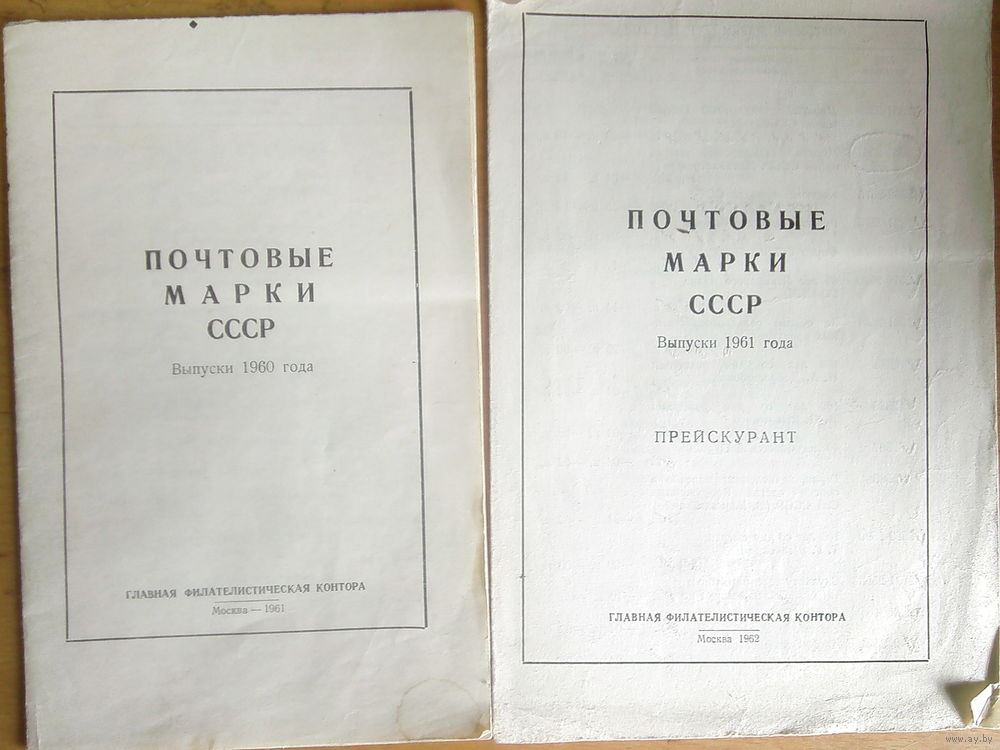 ПОЧТОВЫЕ
МАРКИ
СССР
Выпуски 1960 года
ГЛАВНАЯ ФИЛАТЕЛИСТИЧЕСКАЯ КОНТОРА
Москва — 1961
ПОЧТОВЫЕ
МАРКИ
СССР
Выпуски 1961 года
ПРЕЙСКУРАНТ
ГЛАВНАЯ ФИЛАТЕЛИСТИЧЕСКАЯ КОНТОРА
Москва 1962
www.ay.by